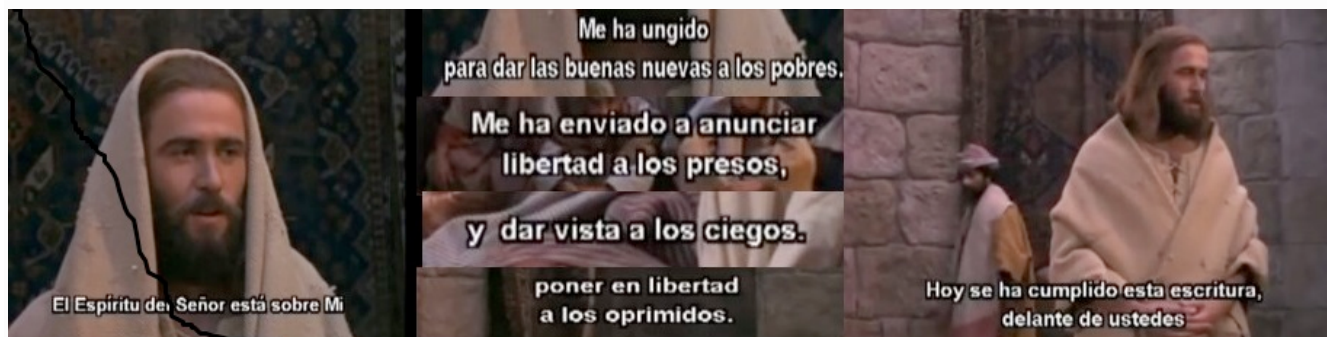 El Espíritu del Señor está sobre Mi
Me ha ungido
para dar las buenas nuevas a los pobres.
Me ha enviado a anunciar
libertad a los presos,
y dar vista a los ciegos.
poner en libertad
a los oprimidos.
Hoy se ha cumplido esta escritura,
delante de ustedes